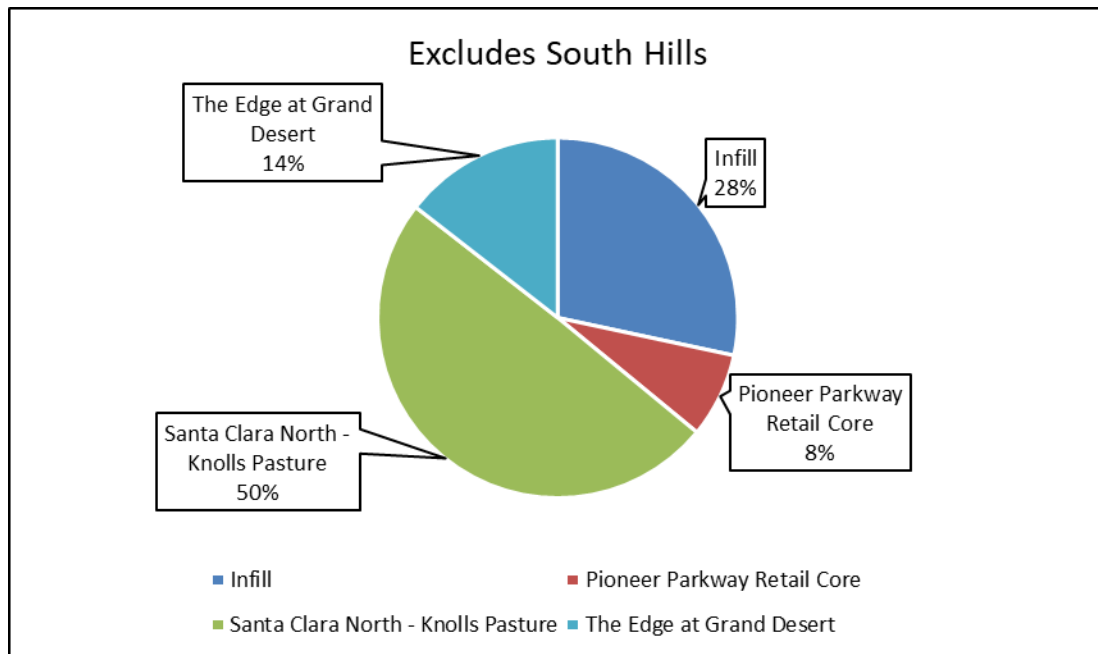 Excludes South Hills
The Edge at Grand
Desert
14%
Infill
28%
Pioneer Parkway
Retail Core
8%
Santa Clara North -
Knolls Pasture
50%
Infill
Pioneer Parkway Retail Core
Santa Clara North - Knolls Pasture
The Edge at Grand Desert